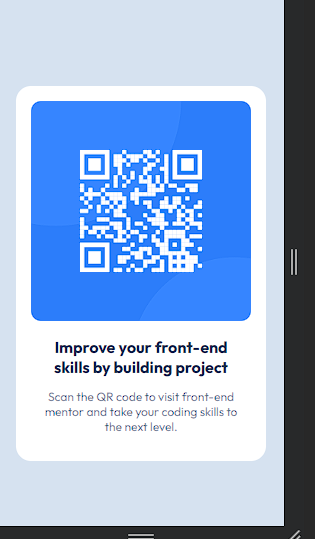 Improve your front-end
skills by building project
Scan the QR code to visit front-end
mentor and take your coding skills to
the next level.